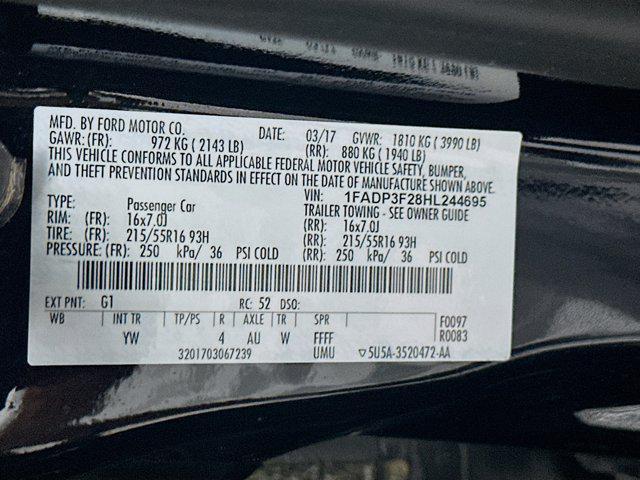 MFD. BY FORD MOTOR CO. DATE: 03/17 GVWR: 1810 KG ( 3990 LB)
GAWR: (FR): 972 KG ( 2143 LB) (RR): 880 KG ( 1940 LB)
THIS VEHICLE CONFORMS TO ALL APPLICABLE FEDERAL MOTOR VEHICLE SAFETY, BUMPER,
AND THEFT PREVENTION STANDARDS IN EFFECT ON THE DATE OF MANUFACTURE SHOWN ABOVE.
VIN: 1FADP3F28HL244695
TYPE: Passenger Car TRAILER TOWING - SEE OWNER GUIDE
RIM: (FR) 16x7.0J (RR): 16x7.0J
TIRE: (FR) 215/55R16 93H (RR): 215/55R16 93H
PRESSURE: (FR) 250 kPa/ 36 PSI COLD (RR): 250 kPa/ 36 PSI COLD
EXT PNT: G1 RC: 52 DSO:
WB INT TR TP/PS R AXLE TR SPR F0097
YW 4 AU W FFFF R0083
3201703067239 UMU ▽5U5A-3520472-AA